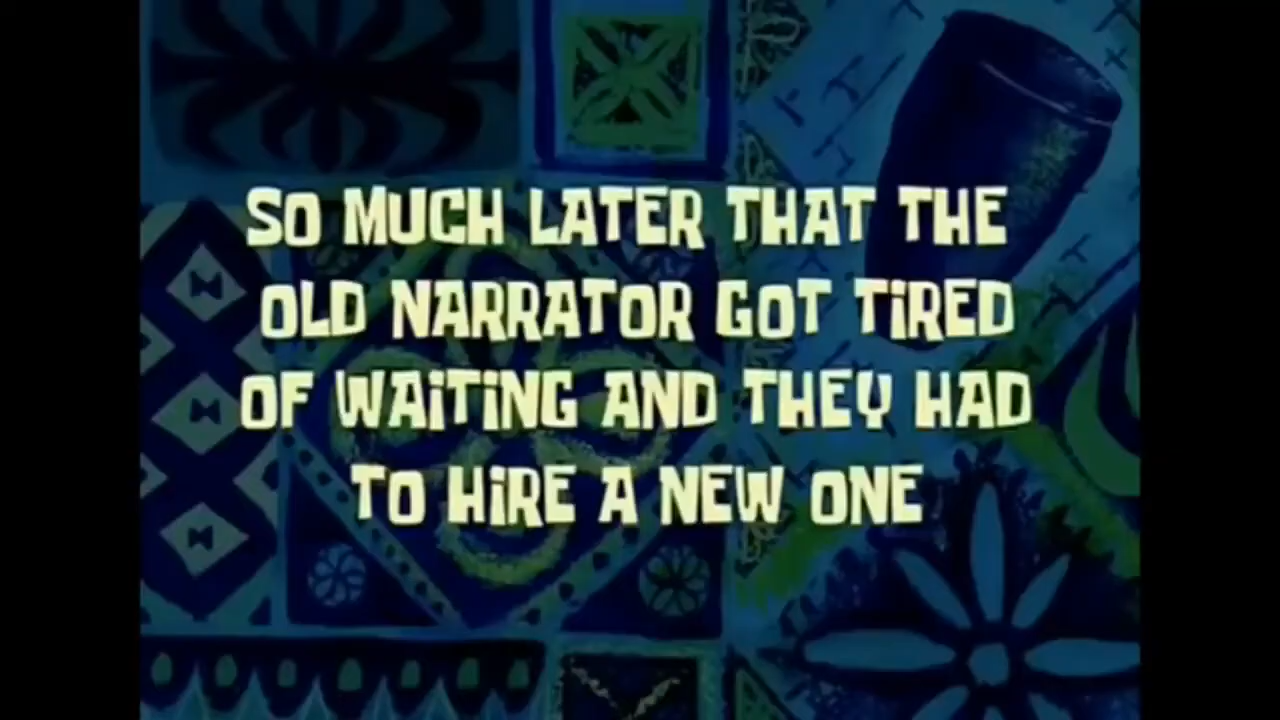 SO MUCH LATER THAT THE
OLD NARRATOR GOT TIRED
OF WAITING AND THEY HAD
TO HIRE A NEW ONE